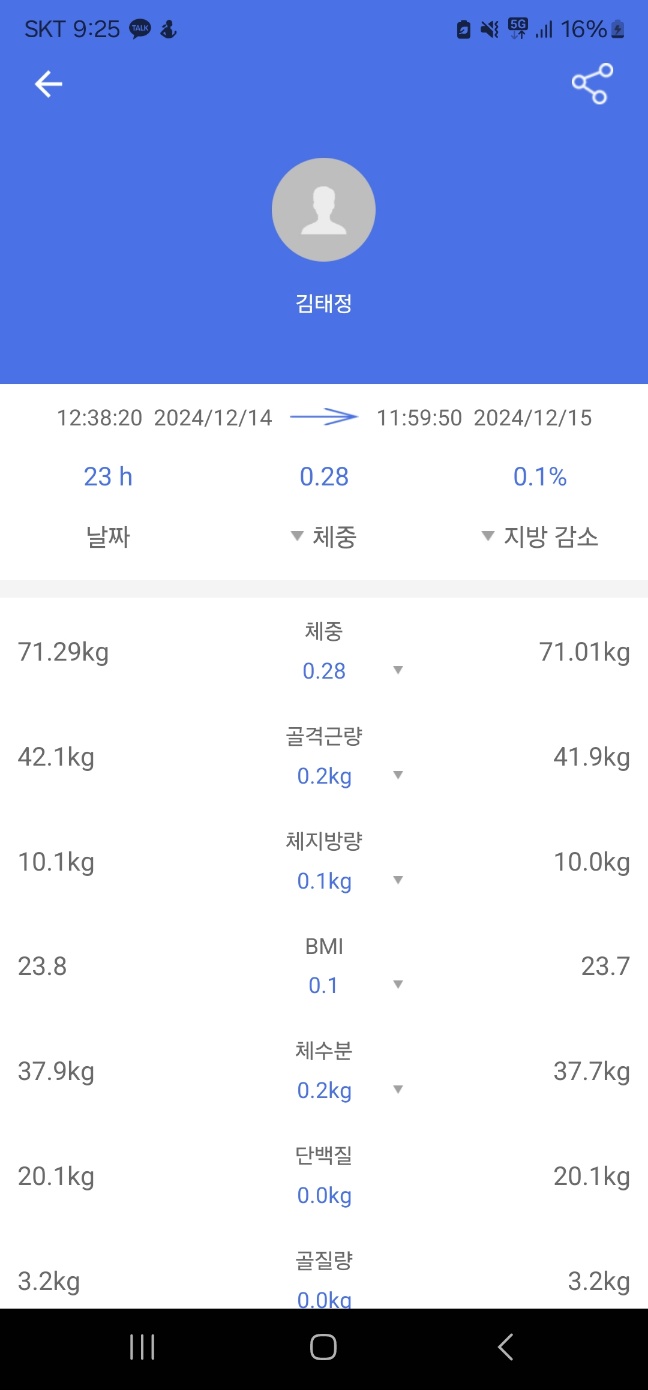 SKT 9:25 TALK 5G 16%
김태정
12:38:20 2024/12/14 11:59:50 2024/12/15
23 h 0.28 0.1%
날짜 ▼ 체중 ▼ 지방 감소
체중
71.29kg 0.28 ▼ 71.01kg
골격근량
42.1kg 0.2kg ▼ 41.9kg
체지방량
10.1kg 0.1kg ▼ 10.0kg
BMI
23.8 0.1 ▼ 23.7
체수분
37.9kg 0.2kg ▼ 37.7kg
단백질
20.1kg 0.0kg 20.1kg
골질량
3.2kg 0.0kg 3.2kg